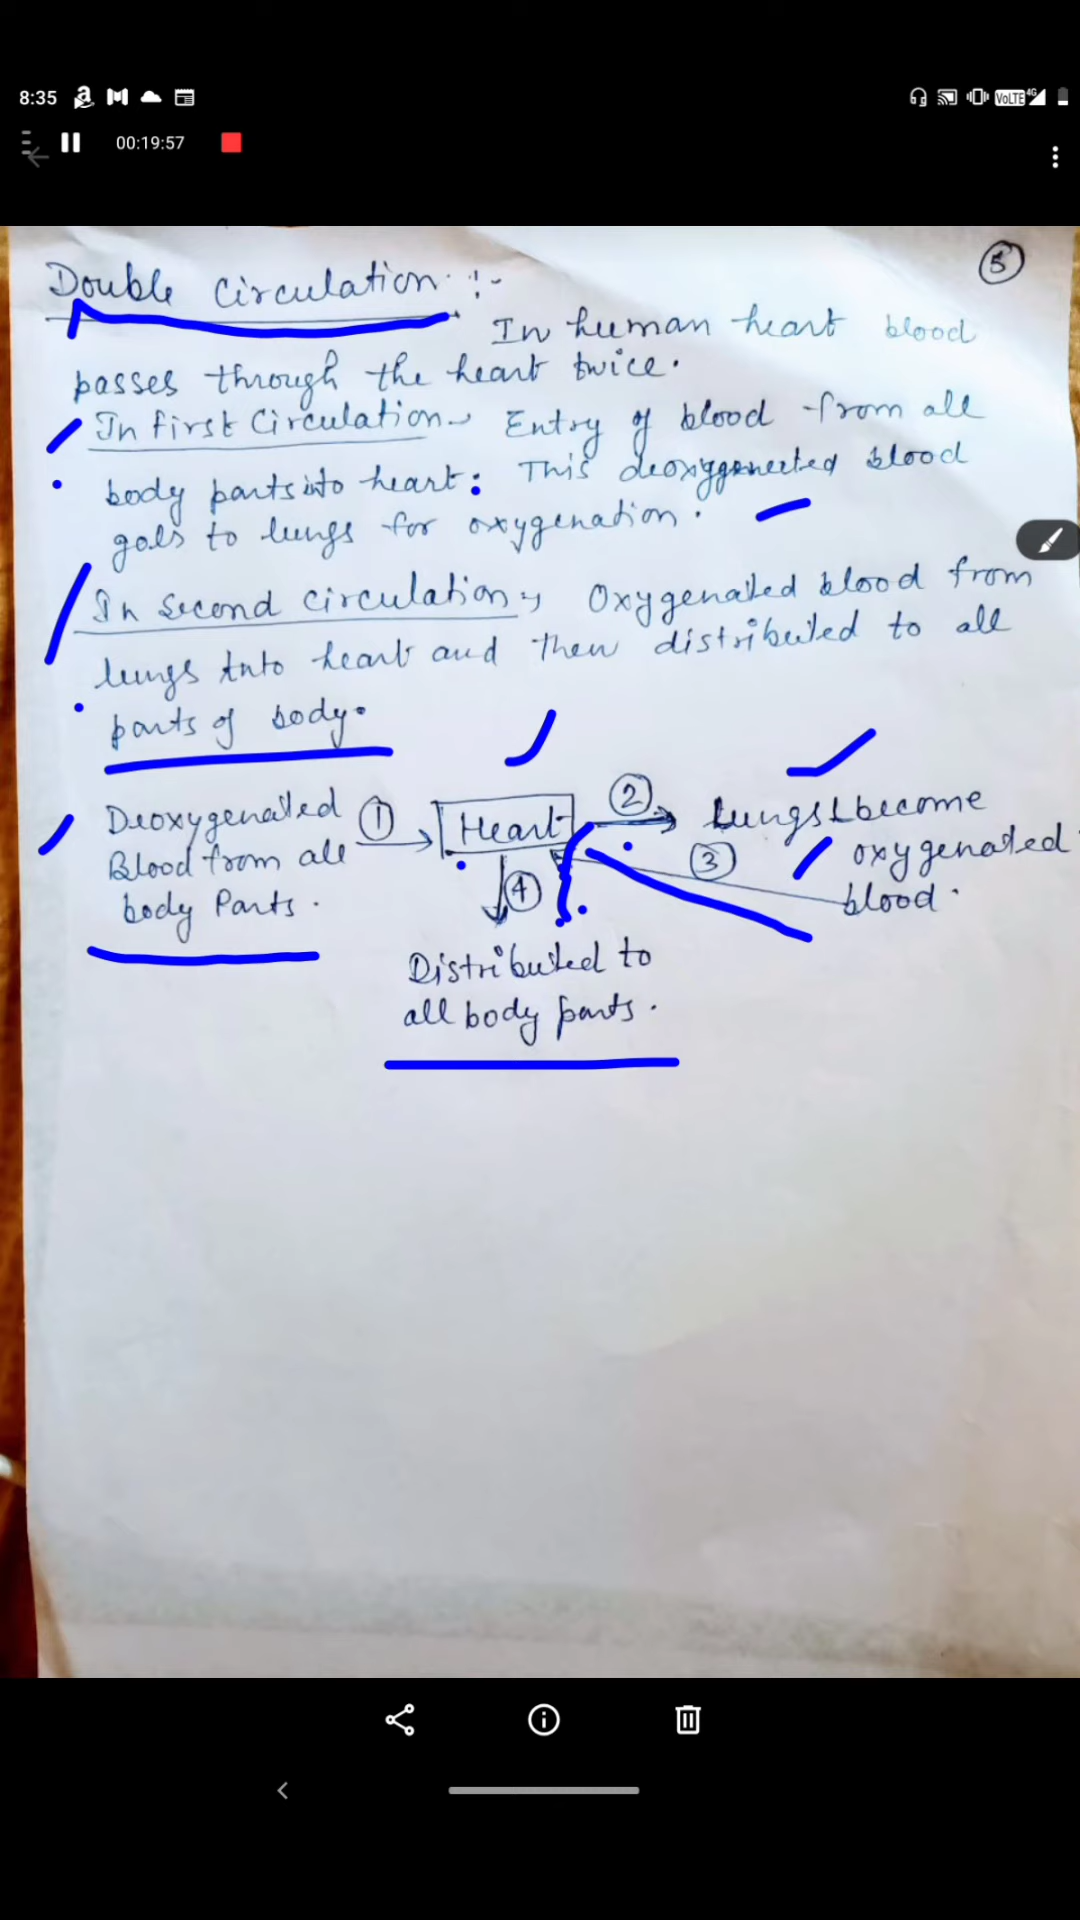 8:35
VoLTE 4G
00:19:57
5
Double Circulation :-
In human heart blood
passes through the heart twice.
In first Circulation → Entry of blood from all
body parts into heart. This deoxygenected blood
goes to lungs for oxygenation.
In Second Circulation → Oxygenated blood from
lungs into heart and then distributed to all
parts of body.
Deoxygenated
Blood from all
body Parts.
1
Heart
2
Lungs & become
oxygenated
blood.
3
4
Distributed to
all body parts.